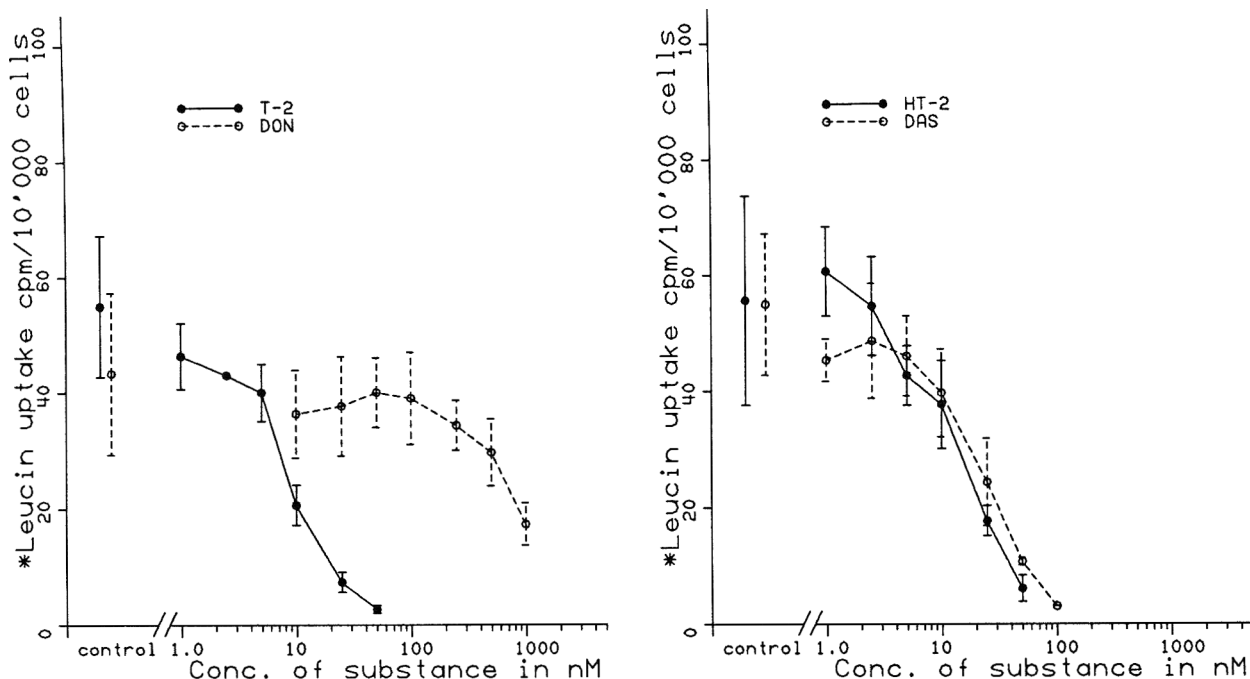 *Leucin uptake cpm/10'000 cells
100
80
60
40
20
0
T-2
DON
control 1.0 10 100 1000
Conc. of substance in nM
*Leucin uptake cpm/10'000 cells
100
80
60
40
20
0
HT-2
DAS
control 1.0 10 100 1000
Conc. of substance in nM